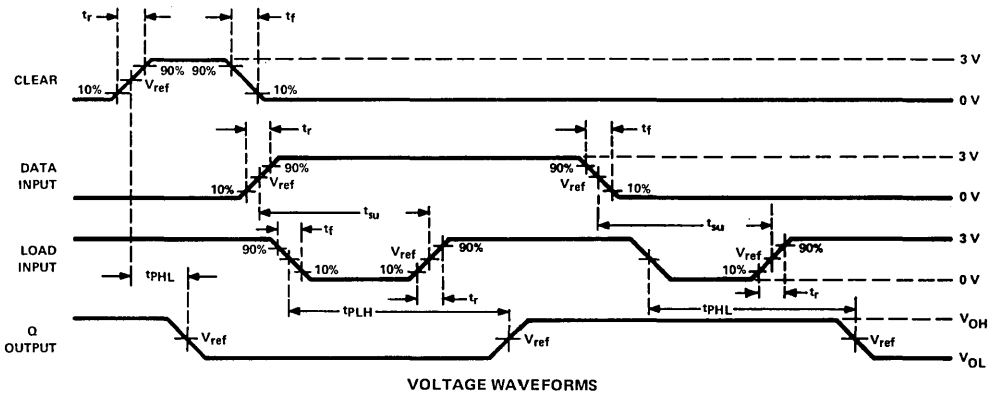 tr tf
CLEAR 10% Vref 90% 90% 10% 3 V
0 V
tr tf
DATA INPUT 10% Vref 90% 90% Vref 10% 3 V
0 V
tsu tsu
LOAD INPUT 90% tf 10% 10% Vref 90% Vref 10% 90% 3 V
0 V
tPHL tPLH tr tPHL tr
Q OUTPUT Vref Vref Vref VOH
VOL
VOLTAGE WAVEFORMS